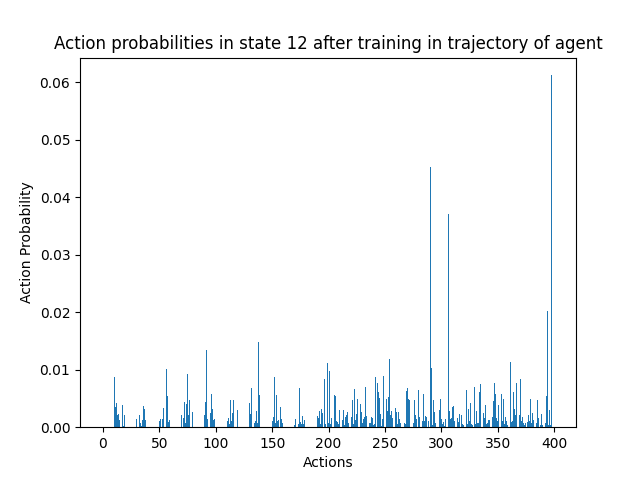 Action probabilities in state 12 after training in trajectory of agent
0.06
0.05
0.04
0.03
0.02
0.01
0.00
Action Probability
0 50 100 150 200 250 300 350 400
Actions